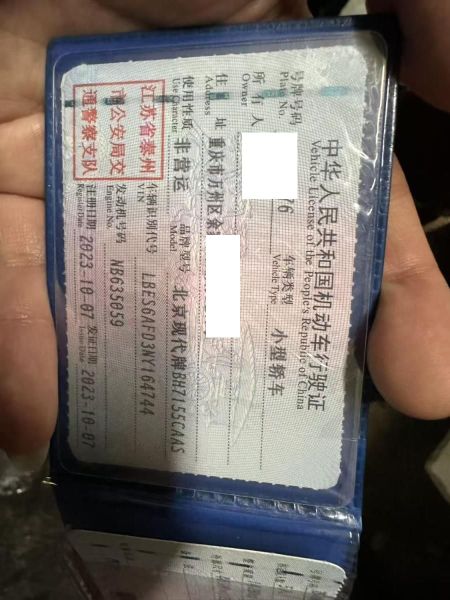 中华人民共和国机动车行驶证
Vehicle License of the People's Republic of China
号牌号码
Plate No.
76
车辆类型
Vehicle Type
小型轿车
所有人
Owner
住址
Address
重庆市万州区余
使用性质
Use Character
非营运
品牌型号
Model
北京现代牌BH7155CAAS
江苏省泰州
市公安局交
通警察支队
车辆识别代号
VIN
LBE36AFD3NY164744
发动机号码
Engine No.
NB635659
注册日期
Register Date
2023-10-07
发证日期
Issue Date
2023-10-07